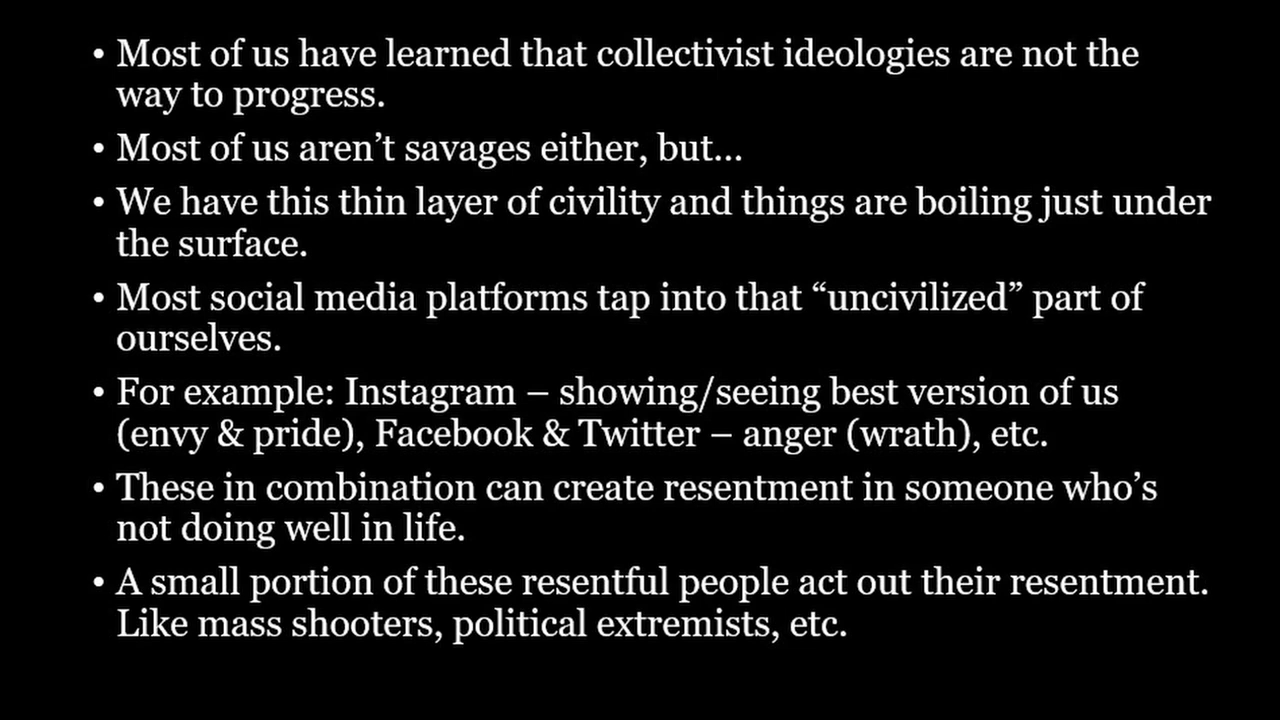 • Most of us have learned that collectivist ideologies are not the
way to progress.
• Most of us aren’t savages either, but…
• We have this thin layer of civility and things are boiling just under
the surface.
• Most social media platforms tap into that “uncivilized” part of
ourselves.
• For example: Instagram – showing/seeing best version of us
(envy & pride), Facebook & Twitter – anger (wrath), etc.
• These in combination can create resentment in someone who’s
not doing well in life.
• A small portion of these resentful people act out their resentment.
Like mass shooters, political extremists, etc.